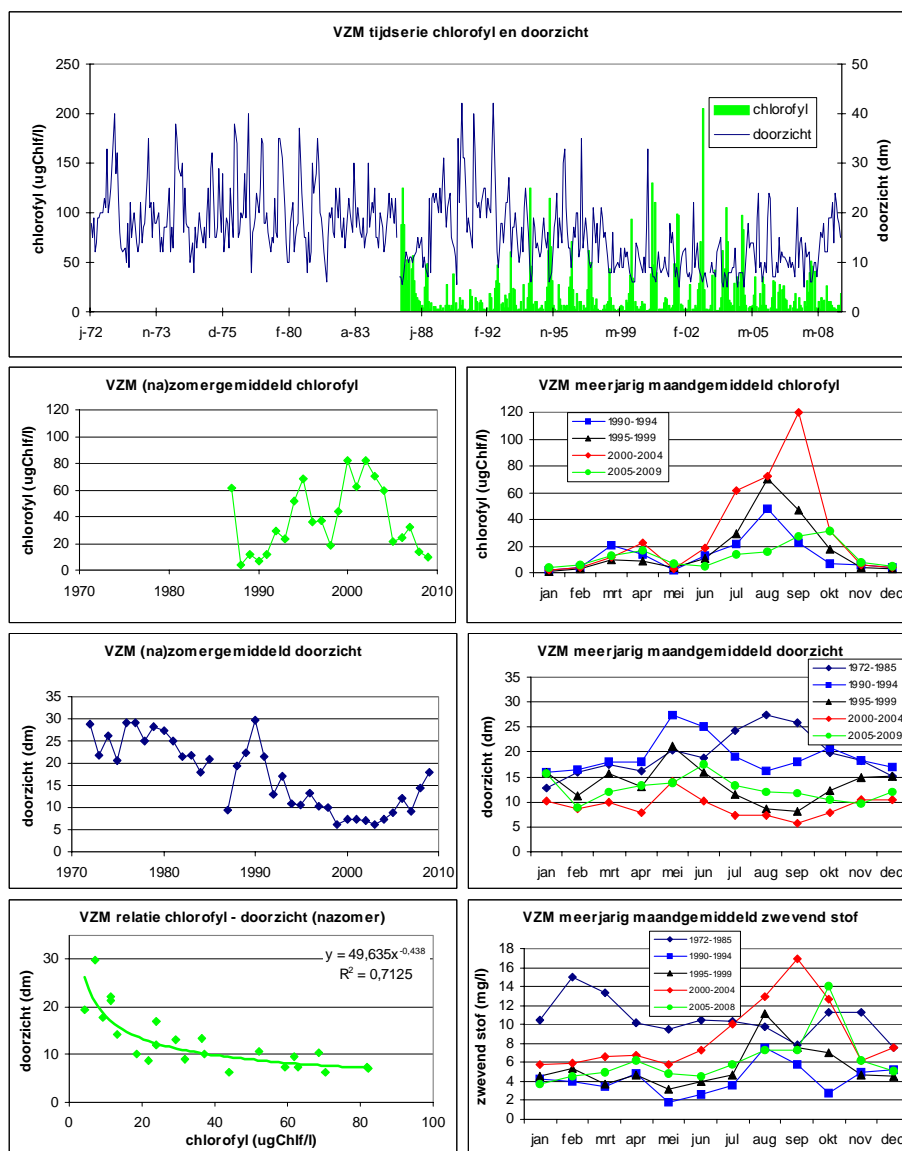 VZM tijdserie chlorofyl en doorzicht
chlorofyl (ugChlf/l)
250
200
150
100
50
0
50
40
30
20
10
0
doorzicht (dm)
chlorofyl
doorzicht
j-72 n-73 d-75 f-80 a-83 j-88 f-92 n-95 m-99 f-02 m-05 m-08
VZM (na)zomergemiddeld chlorofyl
chlorofyl (ugChlf/l)
120
100
80
60
40
20
0
1970 1980 1990 2000 2010
VZM meerjarig maandgemiddeld chlorofyl
chlorofyl (ugChlf/l)
120
100
80
60
40
20
0
1990-1994
1995-1999
2000-2004
2005-2009
jan feb mrt apr mei jun jul aug sep okt nov dec
VZM (na)zomergemiddeld doorzicht
doorzicht (dm)
35
30
25
20
15
10
5
0
1970 1980 1990 2000 2010
VZM meerjarig maandgemiddeld doorzicht
doorzicht (dm)
35
30
25
20
15
10
5
0
1972-1985
1990-1994
1995-1999
2000-2004
2005-2009
jan feb mrt apr mei jun jul aug sep okt nov dec
VZM relatie chlorofyl - doorzicht (nazomer)
y = 49,635x^-0,438
R² = 0,7125
doorzicht (dm)
35
30
25
20
15
10
5
0
0 20 40 60 80 100
chlorofyl (ugChlf/l)
VZM meerjarig maandgemiddeld zwevend stof
zwevend stof (mg/l)
18
16
14
12
10
8
6
4
2
0
1972-1985
1990-1994
1995-1999
2000-2004
2005-2008
jan feb mrt apr mei jun jul aug sep okt nov dec